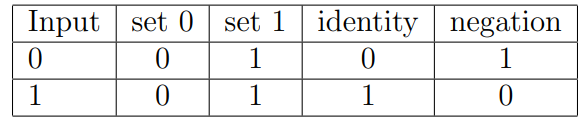 Input set 0 set 1 identity negation
0 0 1 0 1
1 0 1 1 0